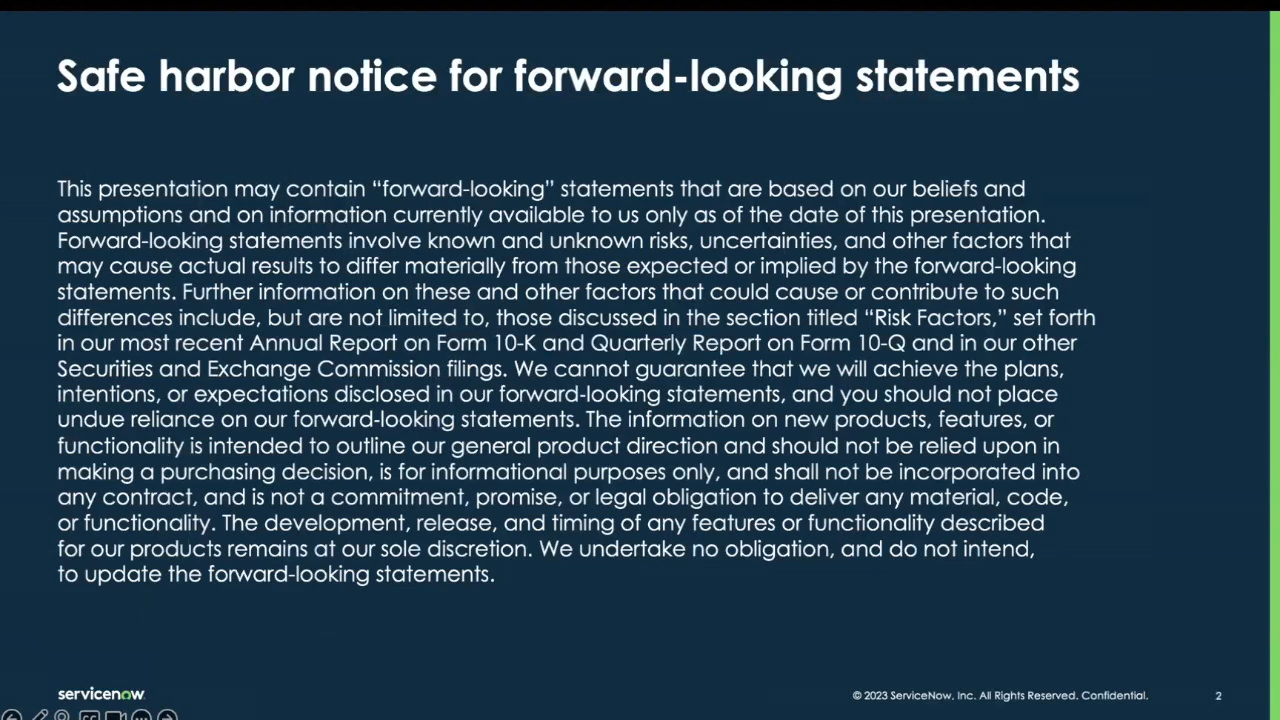 Safe harbor notice for forward-looking statements
This presentation may contain “forward-looking” statements that are based on our beliefs and
assumptions and on information currently available to us only as of the date of this presentation.
Forward-looking statements involve known and unknown risks, uncertainties, and other factors that
may cause actual results to differ materially from those expected or implied by the forward-looking
statements. Further information on these and other factors that could cause or contribute to such
differences include, but are not limited to, those discussed in the section titled “Risk Factors,” set forth
in our most recent Annual Report on Form 10-K and Quarterly Report on Form 10-Q and in our other
Securities and Exchange Commission filings. We cannot guarantee that we will achieve the plans,
intentions, or expectations disclosed in our forward-looking statements, and you should not place
undue reliance on our forward-looking statements. The information on new products, features, or
functionality is intended to outline our general product direction and should not be relied upon in
making a purchasing decision, is for informational purposes only, and shall not be incorporated into
any contract, and is not a commitment, promise, or legal obligation to deliver any material, code,
or functionality. The development, release, and timing of any features or functionality described
for our products remains at our sole discretion. We undertake no obligation, and do not intend,
to update the forward-looking statements.
servicenow © 2023 ServiceNow, Inc. All Rights Reserved. Confidential. 2